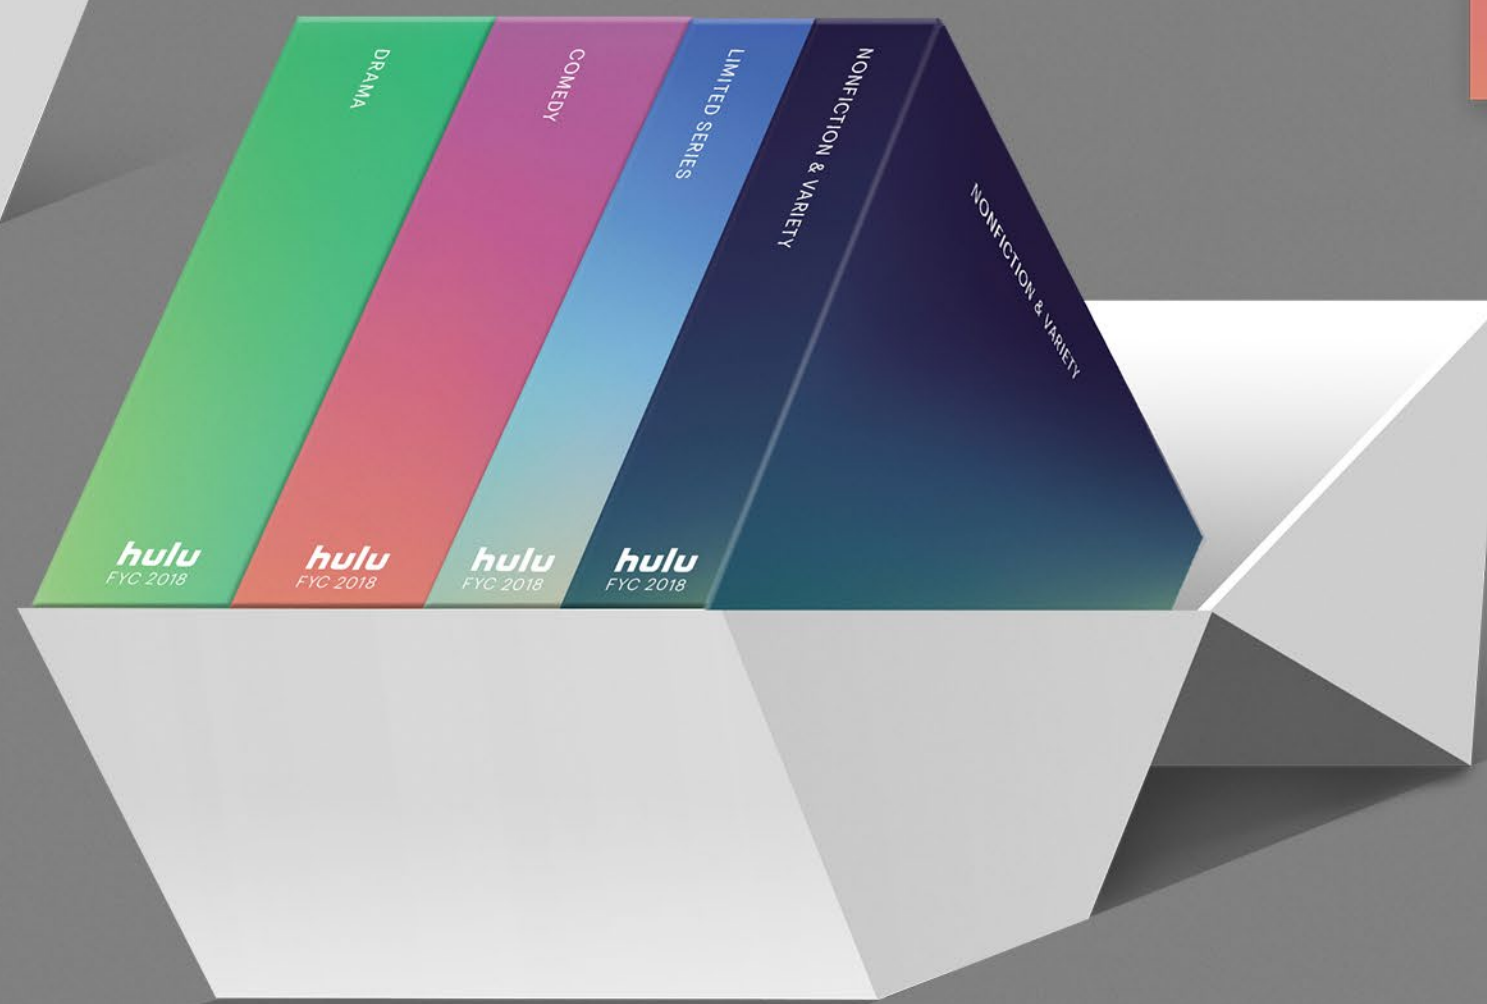 DRAMA
COMEDY
LIMITED SERIES
NONFICTION & VARIETY
NONFICTION & VARIETY
hulu
FYC 2018
hulu
FYC 2018
hulu
FYC 2018
hulu
FYC 2018